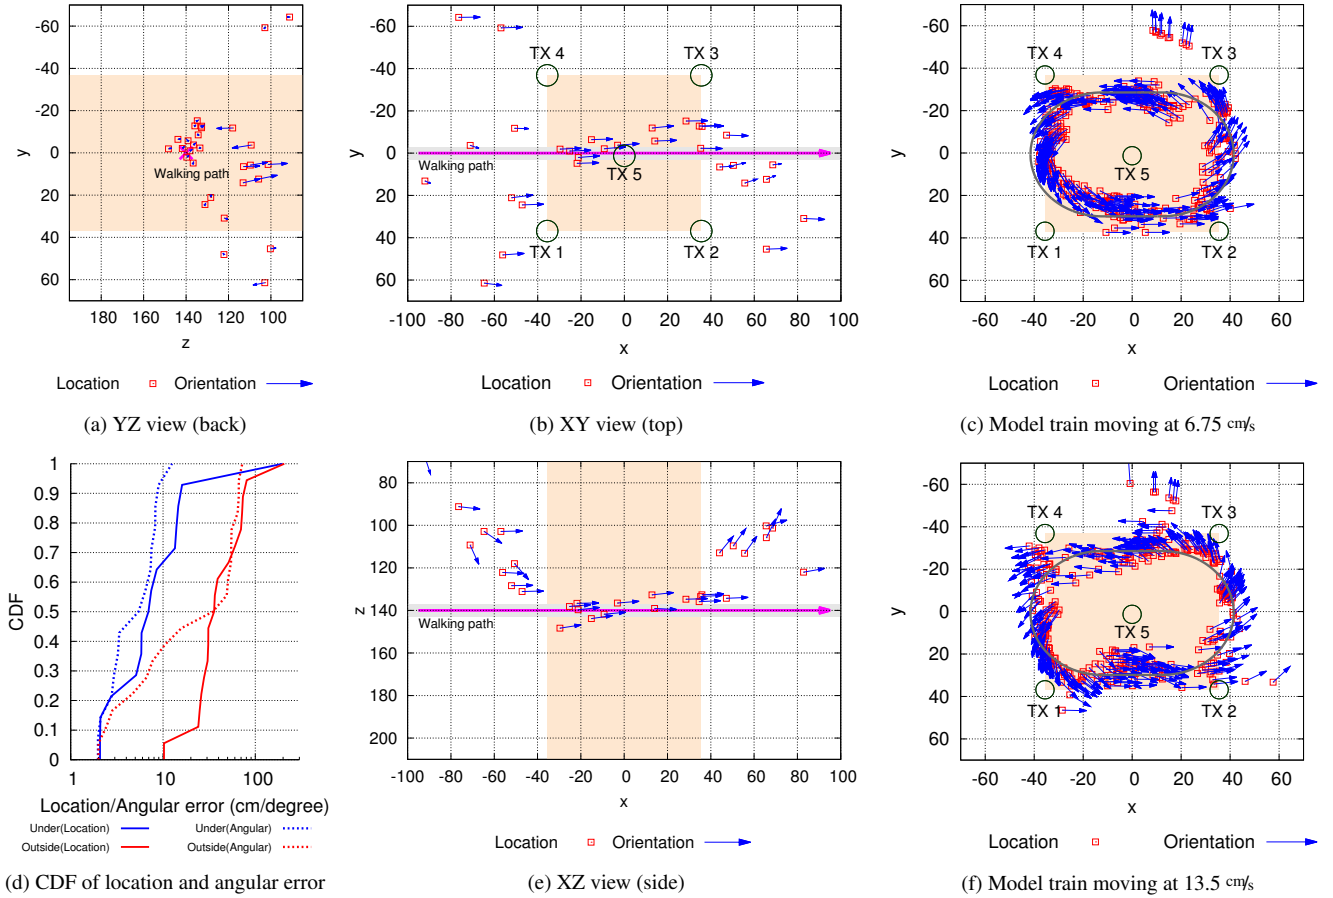 -60
-40
-20
0
20
40
60
y
Walking path
180 160 140 120 100
z
Location Orientation
(a) YZ view (back)
-60
-40
-20
0
20
40
60
y
TX 4 TX 3
Walking path
TX 5
TX 1 TX 2
-100 -80 -60 -40 -20 0 20 40 60 80 100
x
Location Orientation
(b) XY view (top)
-60
-40
-20
0
20
40
60
y
TX 4 TX 3
TX 5
TX 1 TX 2
-60 -40 -20 0 20 40 60
x
Location Orientation
(c) Model train moving at 6.75 cm/s
1
0.9
0.8
0.7
0.6
0.5
0.4
0.3
0.2
0.1
0
CDF
1 10 100
Location/Angular error (cm/degree)
Under(Location) Under(Angular)
Outside(Location) Outside(Angular)
(d) CDF of location and angular error
80
100
120
140
160
180
200
z
Walking path
-100 -80 -60 -40 -20 0 20 40 60 80 100
x
Location Orientation
(e) XZ view (side)
-60
-40
-20
0
20
40
60
y
TX 4 TX 3
TX 5
TX 1 TX 2
-60 -40 -20 0 20 40 60
x
Location Orientation
(f) Model train moving at 13.5 cm/s